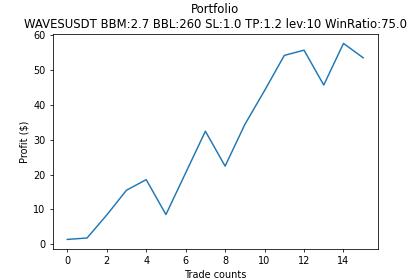 Portfolio
WAVESUSDT BBM:2.7 BBL:260 SL:1.0 TP:1.2 lev:10 WinRatio:75.0
60
50
40
30
20
10
0
Profit ($)
0 2 4 6 8 10 12 14
Trade counts